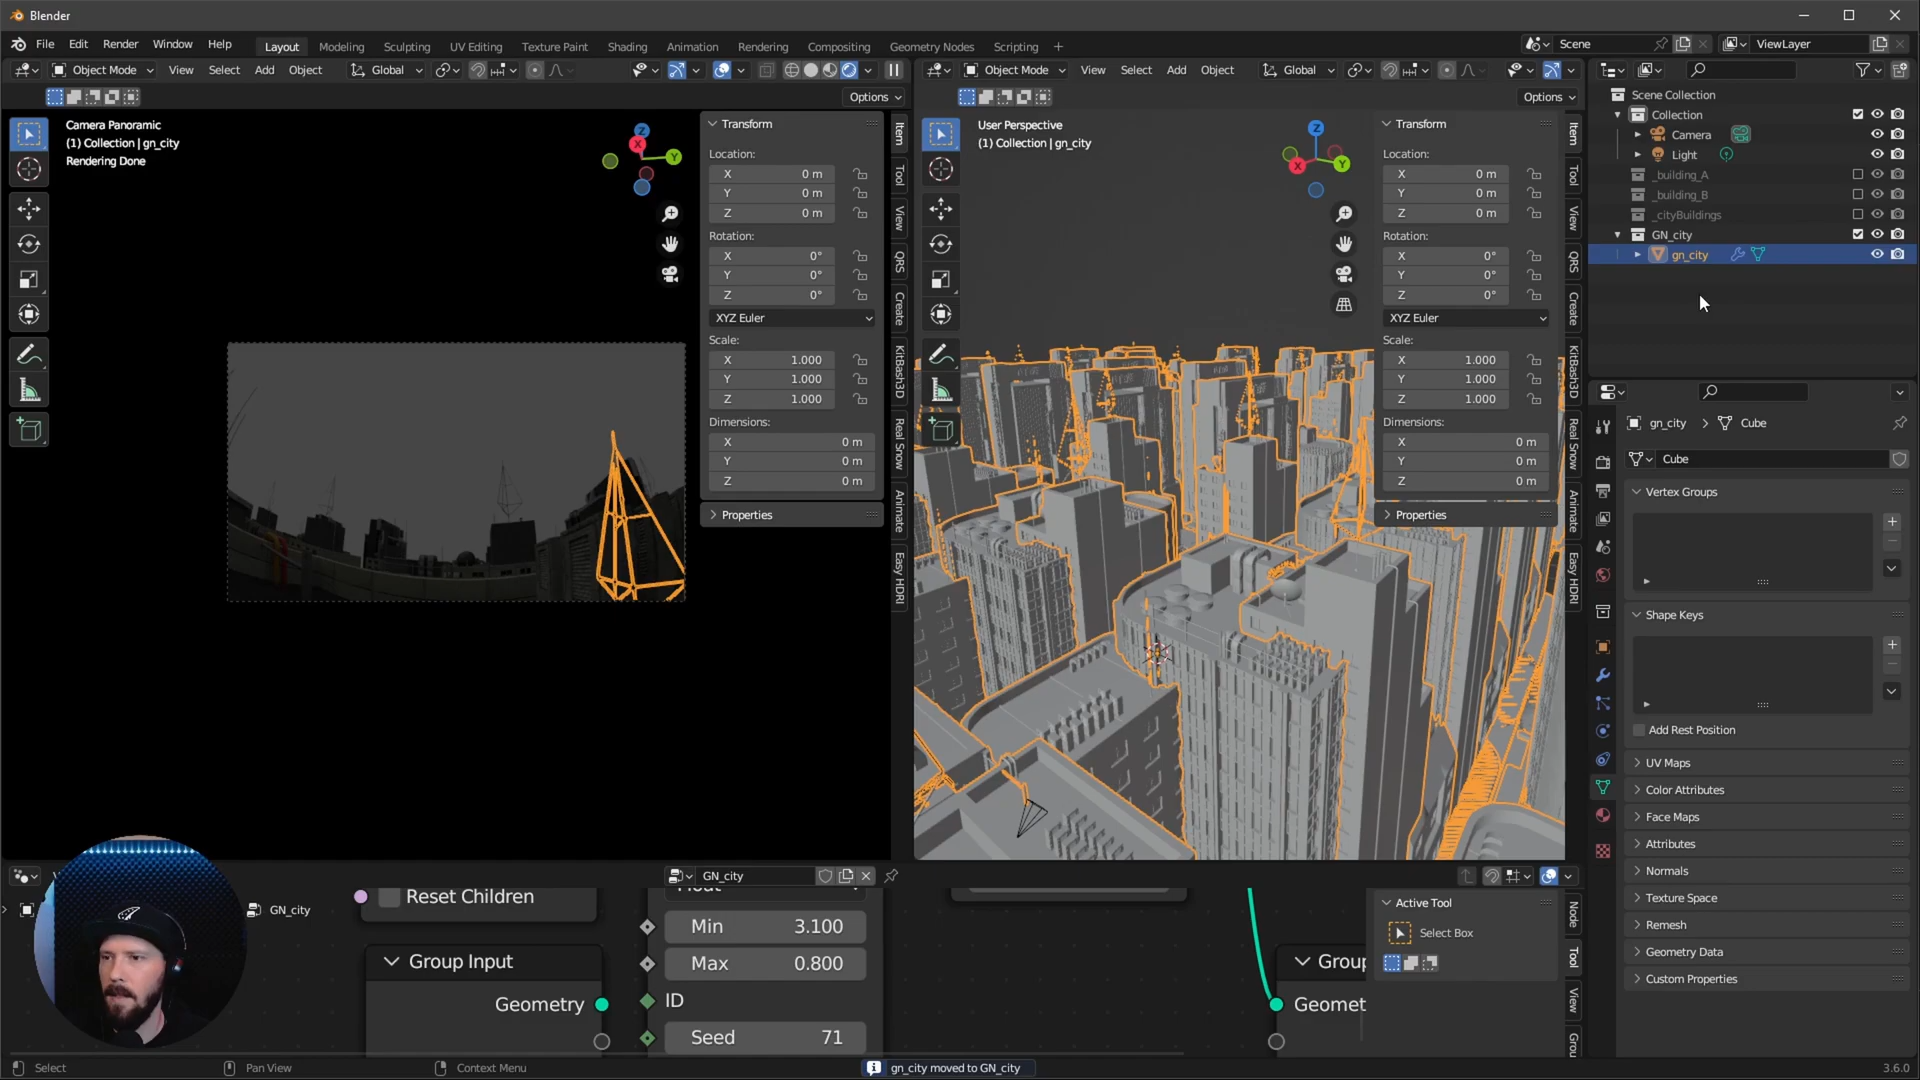 Blender
File Edit Render Window Help Layout Modeling Sculpting UV Editing Texture Paint Shading Animation Rendering Compositing Geometry Nodes Scripting + Scene ViewLayer
Object Mode View Select Add Object Global
Object Mode View Select Add Object Global
Options
Options
Camera Panoramic
(1) Collection | gn_city
Rendering Done
Transform
Location:
X 0 m
Y 0 m
Z 0 m
Rotation:
X 0°
Y 0°
Z 0°
XYZ Euler
Scale:
X 1.000
Y 1.000
Z 1.000
Dimensions:
X 0 m
Y 0 m
Z 0 m
Properties
Item
Tool
View
QRS
Create
KitBash3D
Real Snow
Animate
Easy HDRI
User Perspective
(1) Collection | gn_city
Transform
Location:
X 0 m
Y 0 m
Z 0 m
Rotation:
X 0°
Y 0°
Z 0°
XYZ Euler
Scale:
X 1.000
Y 1.000
Z 1.000
Dimensions:
X 0 m
Y 0 m
Z 0 m
Properties
Item
Tool
View
QRS
Create
KitBash3D
Real Snow
Animate
Easy HDRI
Scene Collection
Collection
Camera
Light
_building_A
_building_B
_cityBuildings
GN_city
gn_city
gn_city > Cube
Cube
Vertex Groups
Shape Keys
Add Rest Position
UV Maps
Color Attributes
Face Maps
Attributes
Normals
Texture Space
Remesh
Geometry Data
Custom Properties
GN_city
GN_city
Reset Children
Group Input
Geometry
Min 3.100
Max 0.800
ID
Seed 71
Group
Geomet
Active Tool
Select Box
Node
Tool
View
Grou
Select Pan View Context Menu gn_city moved to GN_city 3.6.0